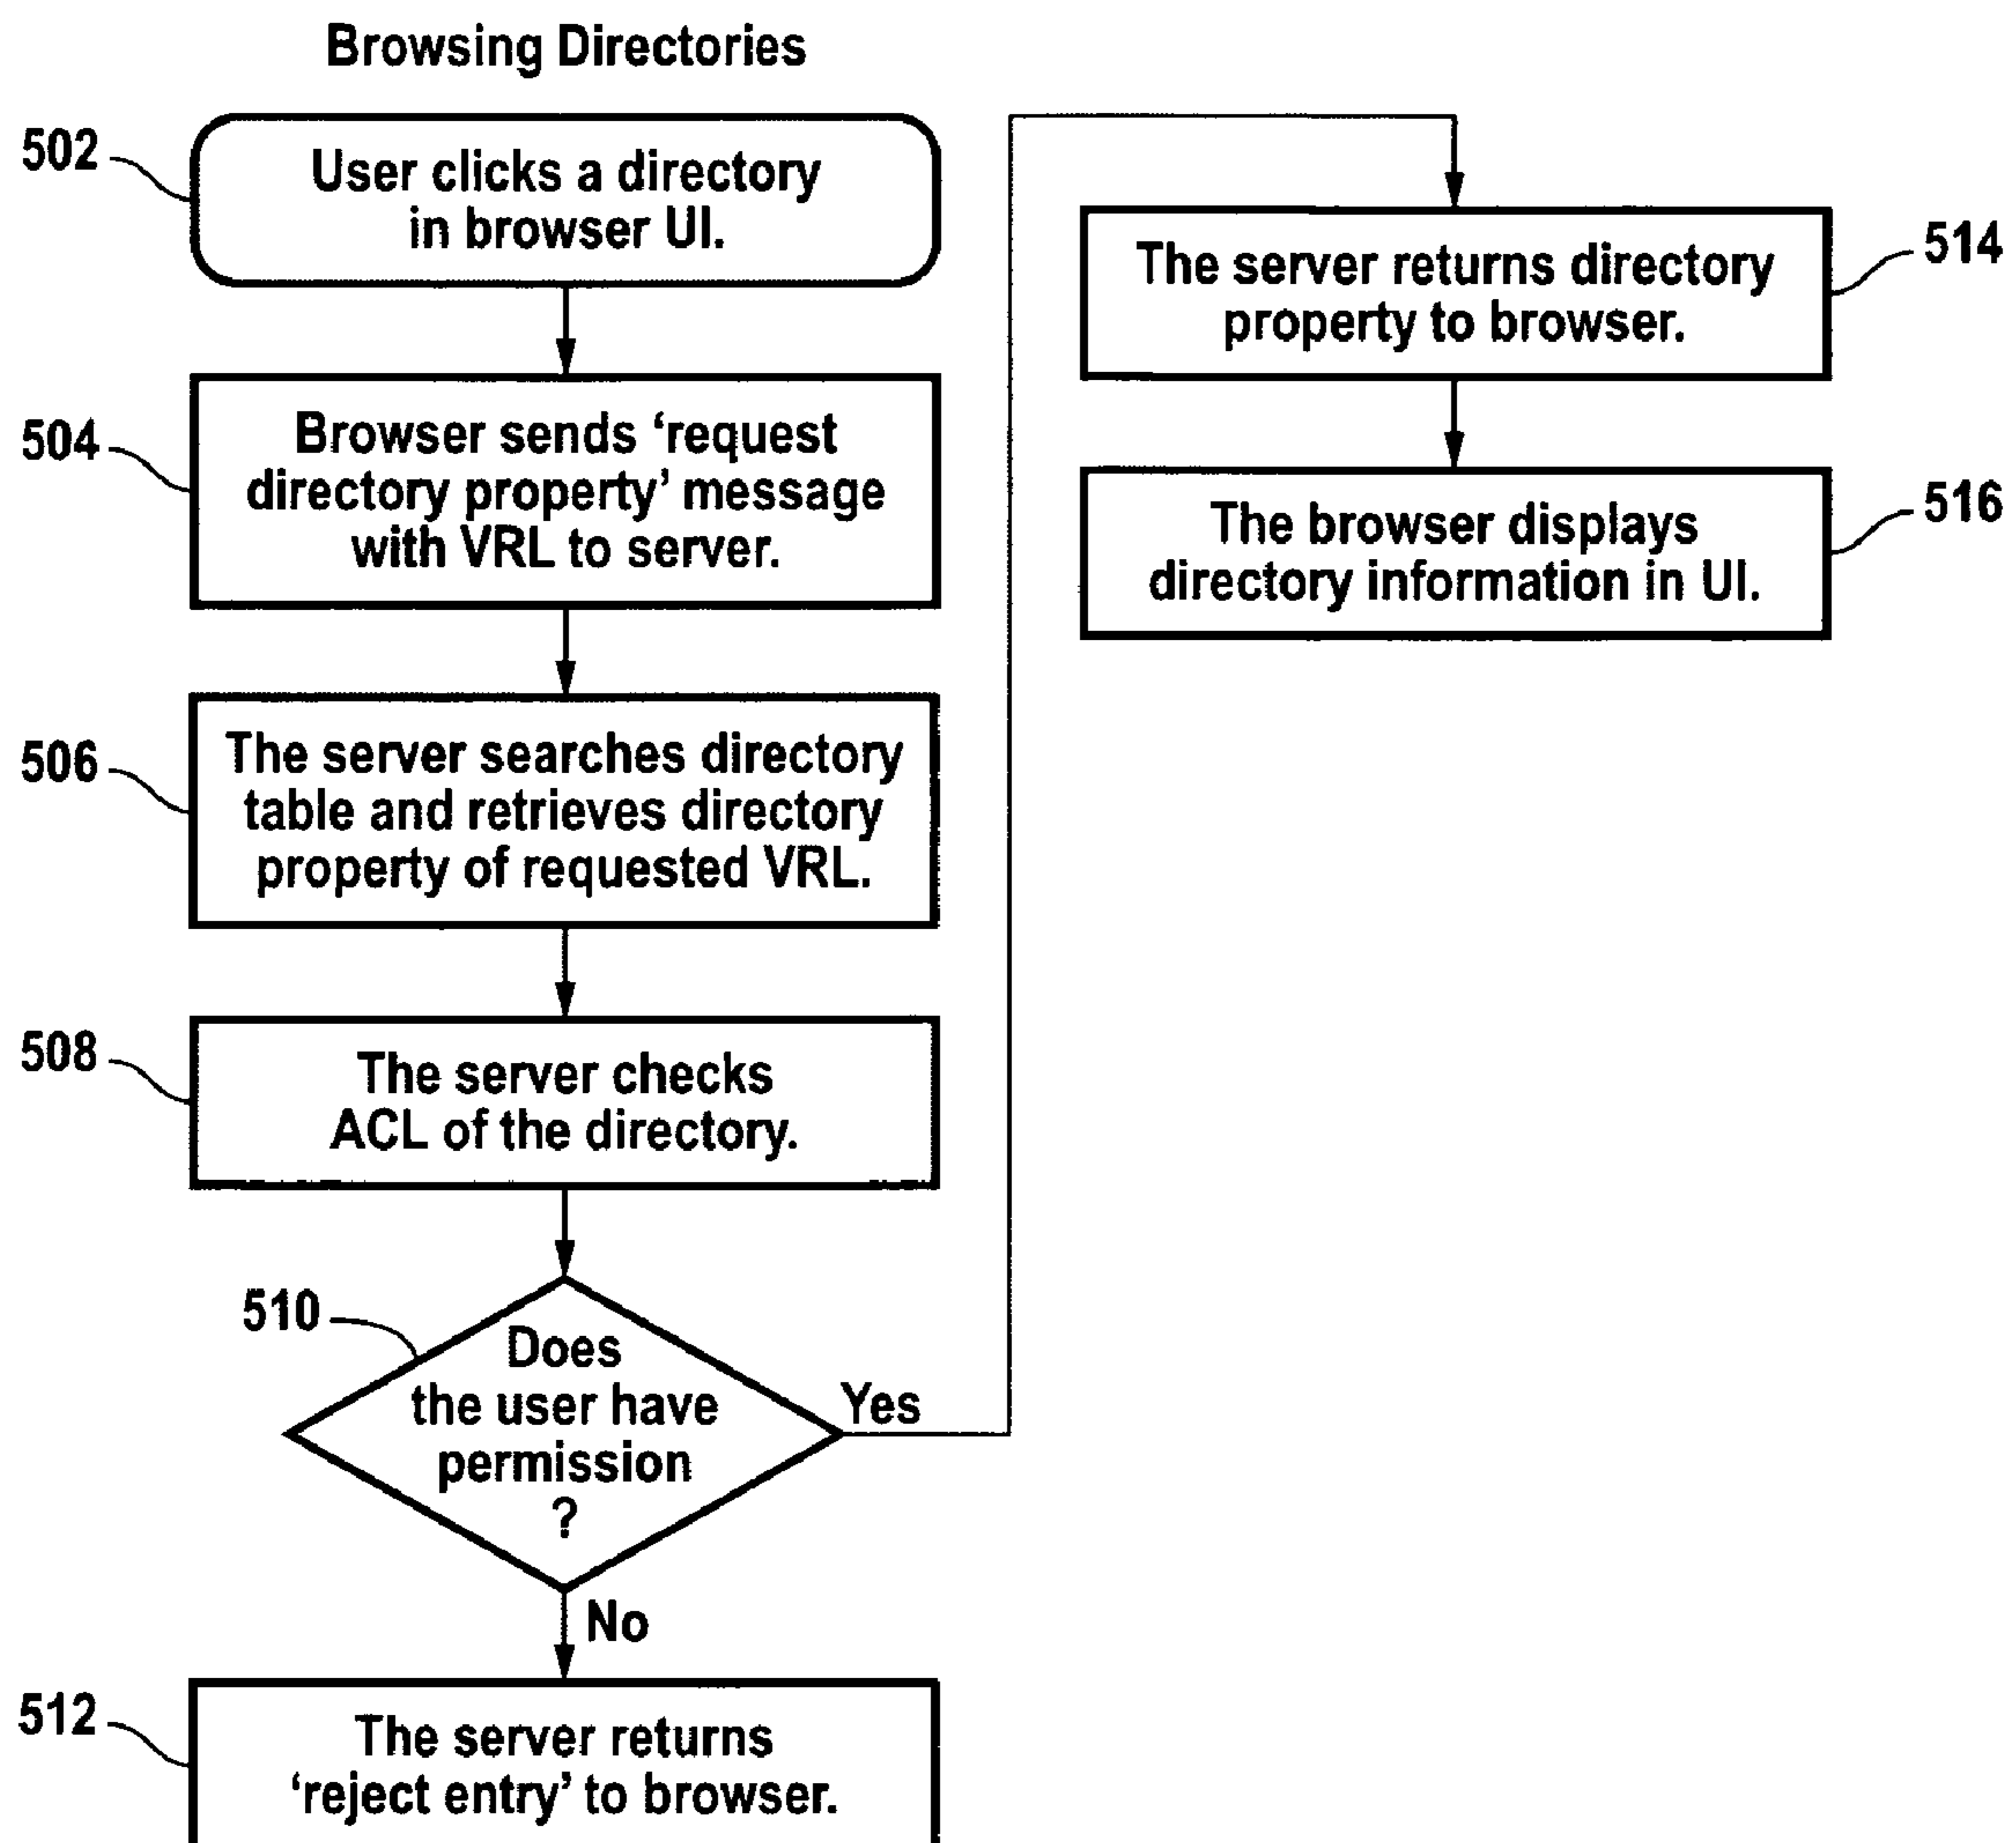 Browsing Directories
502
User clicks a directory
in browser UI.
504
Browser sends ‘request
directory property’ message
with VRL to server.
506
The server searches directory
table and retrieves directory
property of requested VRL.
508
The server checks
ACL of the directory.
510
Does
the user have
permission
?
Yes
No
512
The server returns
‘reject entry’ to browser.
514
The server returns directory
property to browser.
516
The browser displays
directory information in UI.